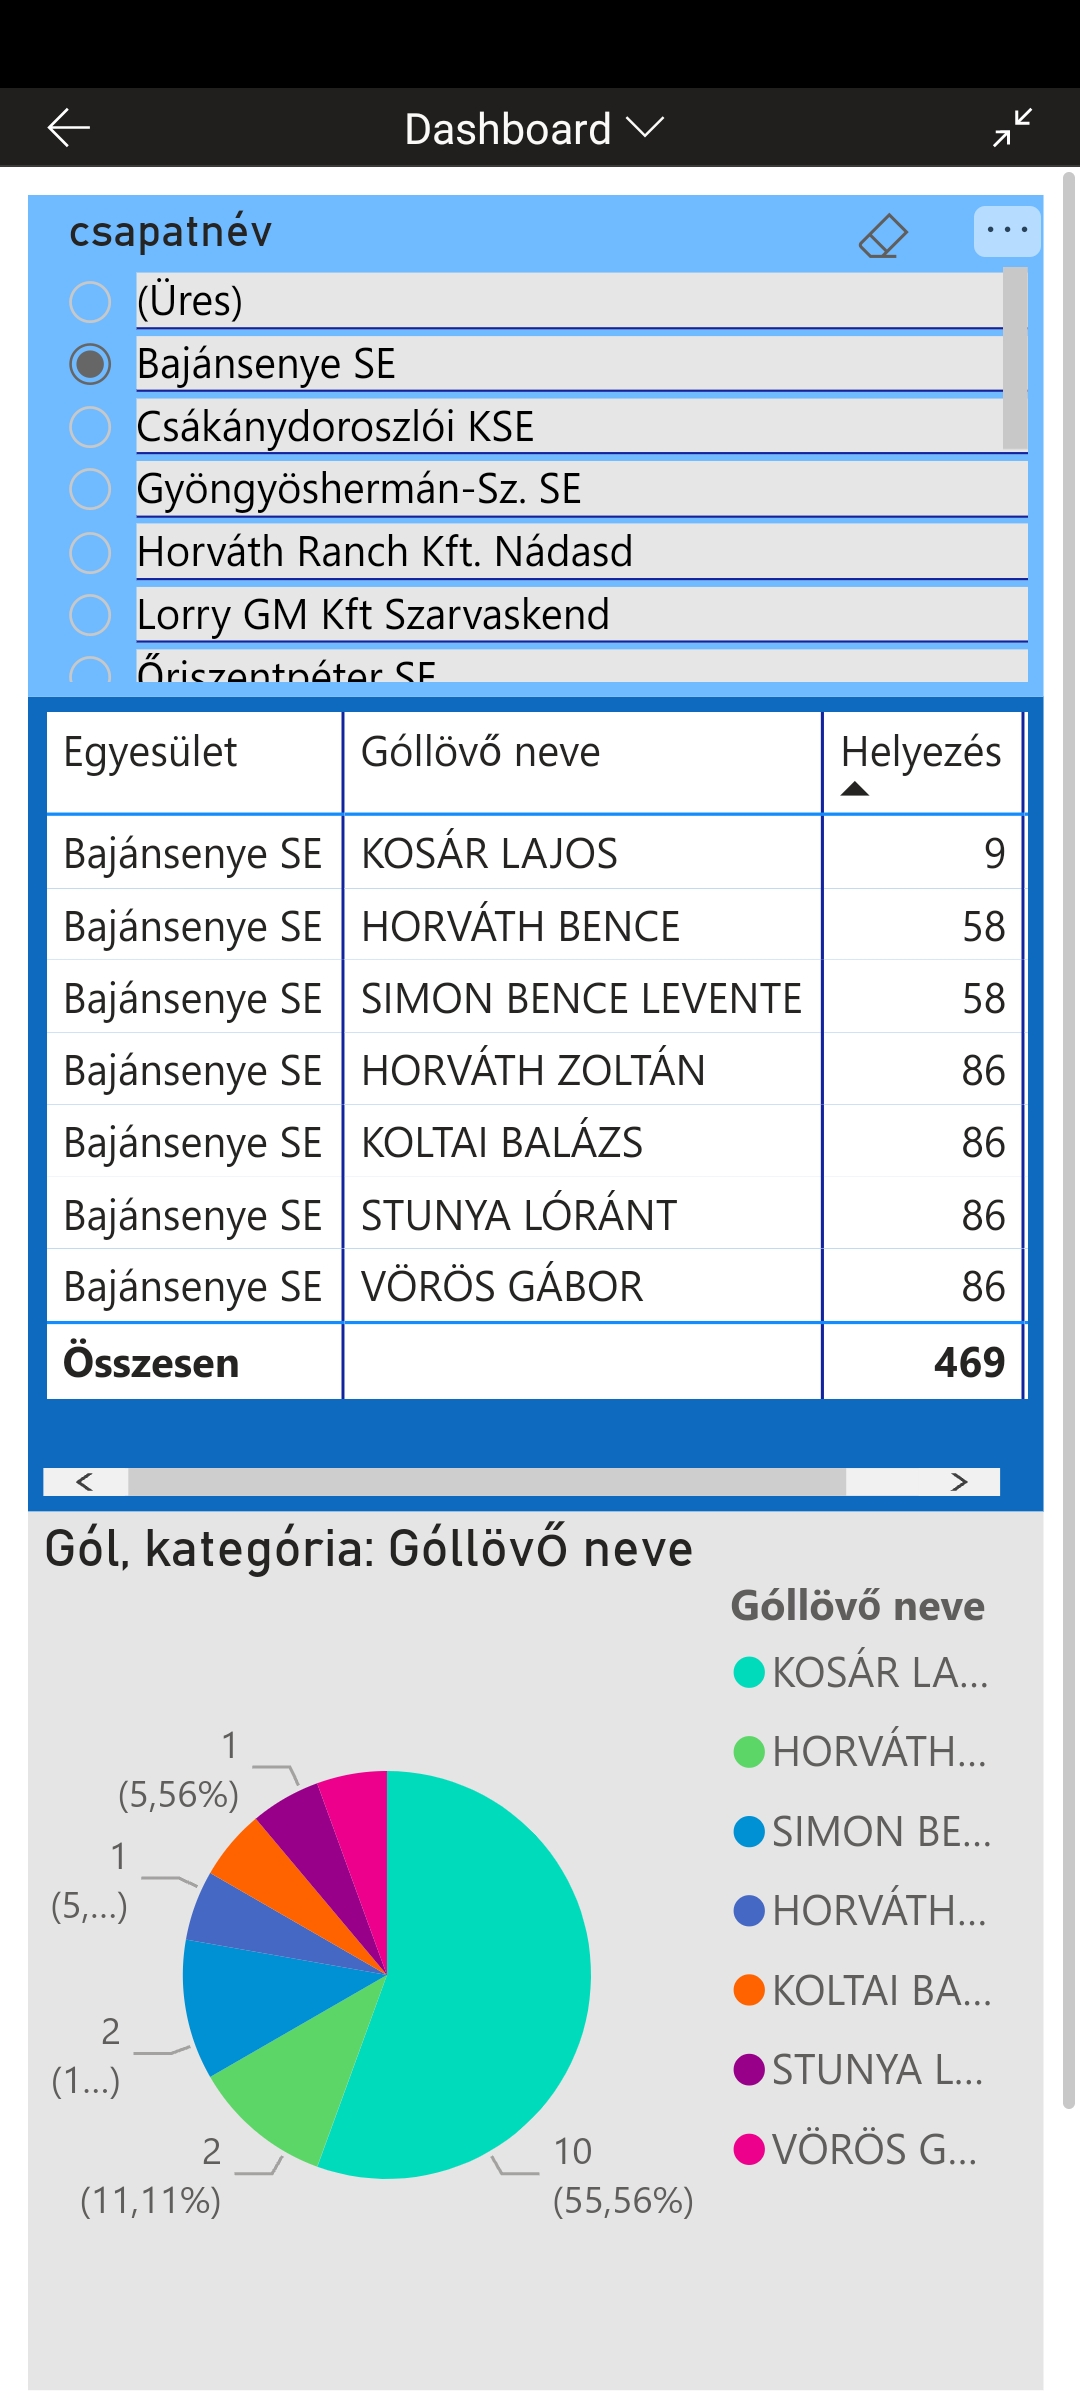 Dashboard
csapatnév
(Üres)
Bajánsenye SE
Csákánydoroszlói KSE
Gyöngyöshermán-Sz. SE
Horváth Ranch Kft. Nádasd
Lorry GM Kft Szarvaskend
Őriszentpéter SE
Egyesület Góllövő neve Helyezés
Bajánsenye SE KOSÁR LAJOS 9
Bajánsenye SE HORVÁTH BENCE 58
Bajánsenye SE SIMON BENCE LEVENTE 58
Bajánsenye SE HORVÁTH ZOLTÁN 86
Bajánsenye SE KOLTAI BALÁZS 86
Bajánsenye SE STUNYA LÓRÁNT 86
Bajánsenye SE VÖRÖS GÁBOR 86
Összesen 469
Gól, kategória: Góllövő neve
Góllövő neve
KOSÁR LA...
HORVÁTH...
SIMON BE...
HORVÁTH...
KOLTAI BA...
STUNYA L...
VÖRÖS G...
1
(5,56%)
1
(5,...)
2
(1...)
2
(11,11%)
10
(55,56%)